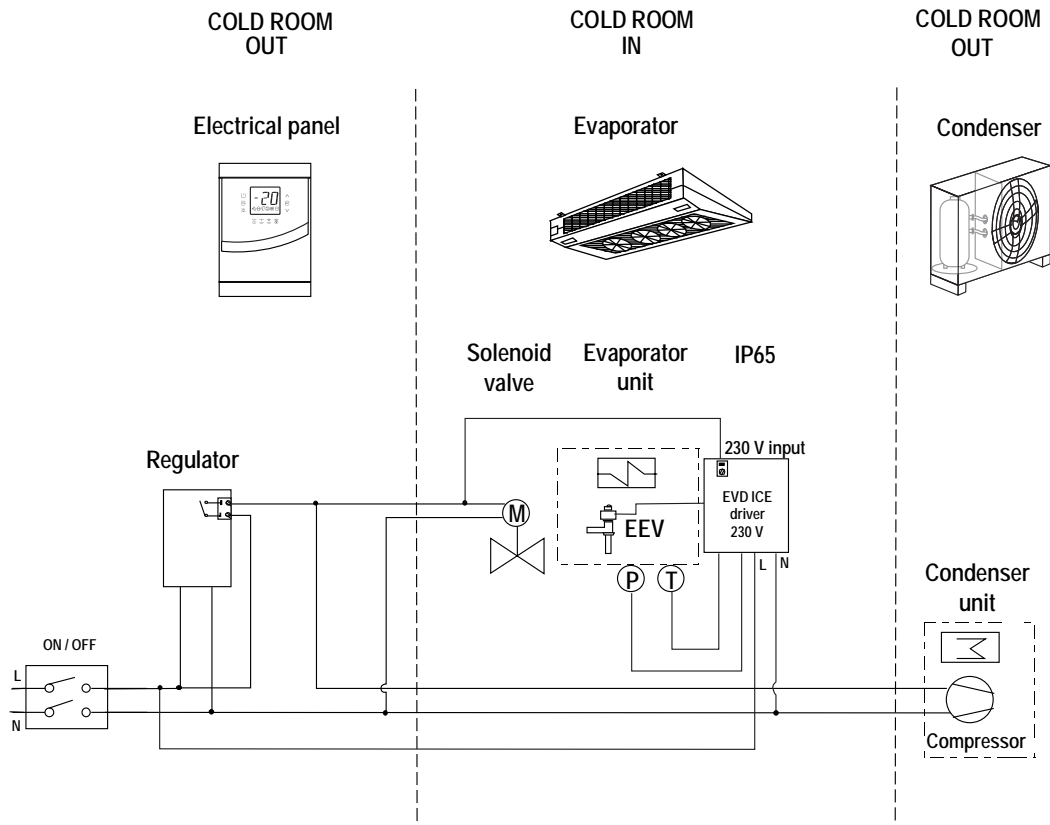 COLD ROOM
OUT
COLD ROOM
IN
COLD ROOM
OUT
Electrical panel
Evaporator
Condenser
-20
Solenoid
valve
Evaporator
unit
IP65
Regulator
230 V input
EVD ICE
driver
230 V
M
EEV
P
T
L
N
Condenser
unit
ON / OFF
L
N
Compressor